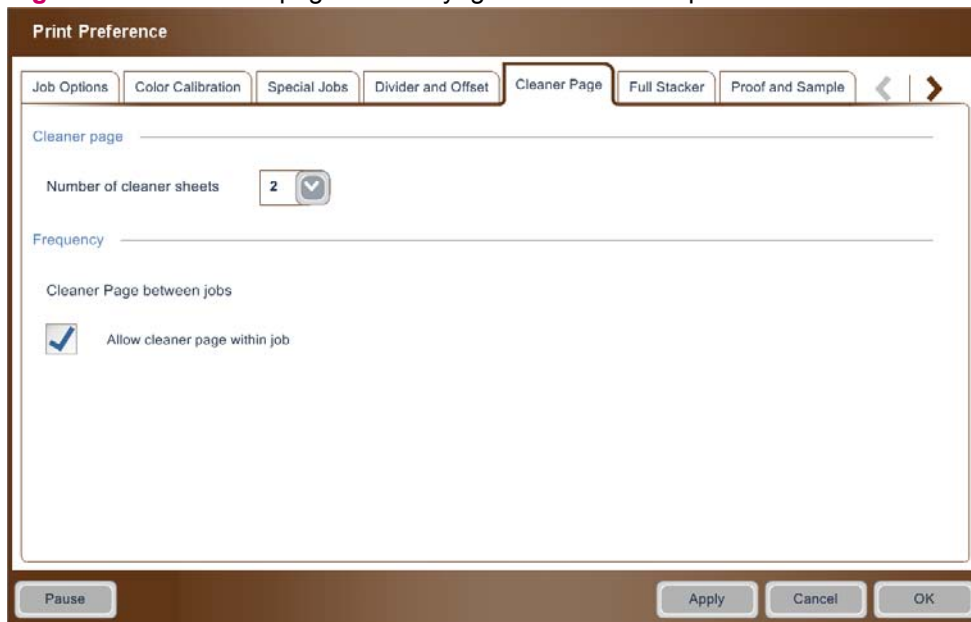 Print Preference
Job Options Color Calibration Special Jobs Divider and Offset Cleaner Page Full Stacker Proof and Sample
Cleaner page
Number of cleaner sheets 2
Frequency
Cleaner Page between jobs
Allow cleaner page within job
Pause Apply Cancel OK